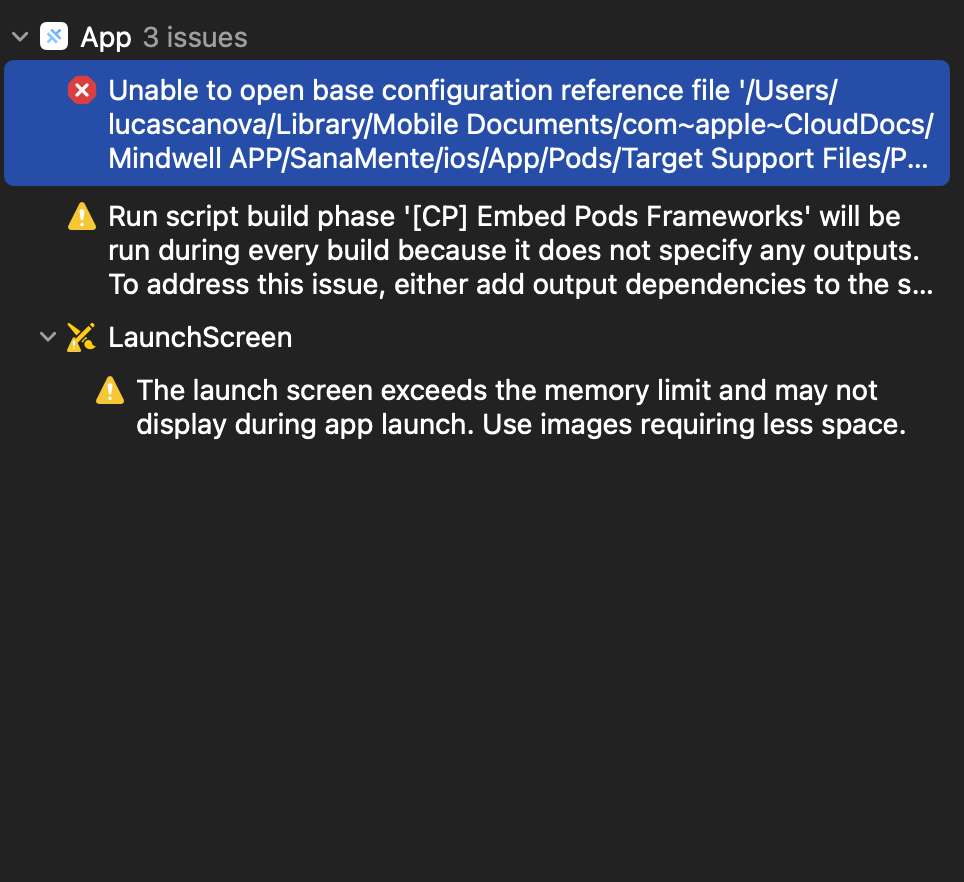 App 3 issues
Unable to open base configuration reference file '/Users/
lucascanova/Library/Mobile Documents/com~apple~CloudDocs/
Mindwell APP/SanaMente/ios/App/Pods/Target Support Files/P...
Run script build phase '[CP] Embed Pods Frameworks' will be
run during every build because it does not specify any outputs.
To address this issue, either add output dependencies to the s...
LaunchScreen
The launch screen exceeds the memory limit and may not
display during app launch. Use images requiring less space.